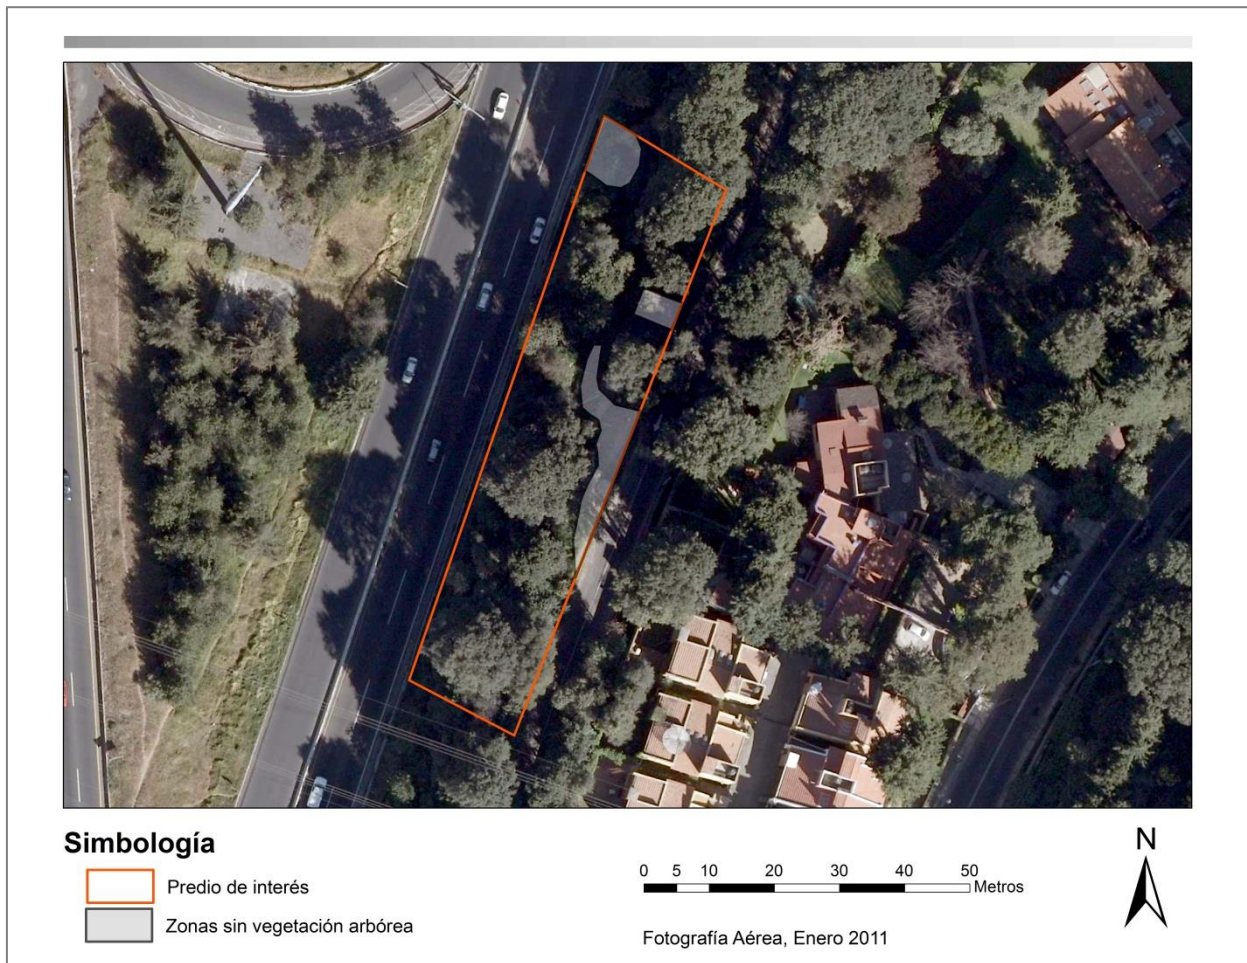 Simbología
Predio de interés
Zonas sin vegetación arbórea
N
0 5 10 20 30 40 50
Metros
Fotografía Aérea, Enero 2011